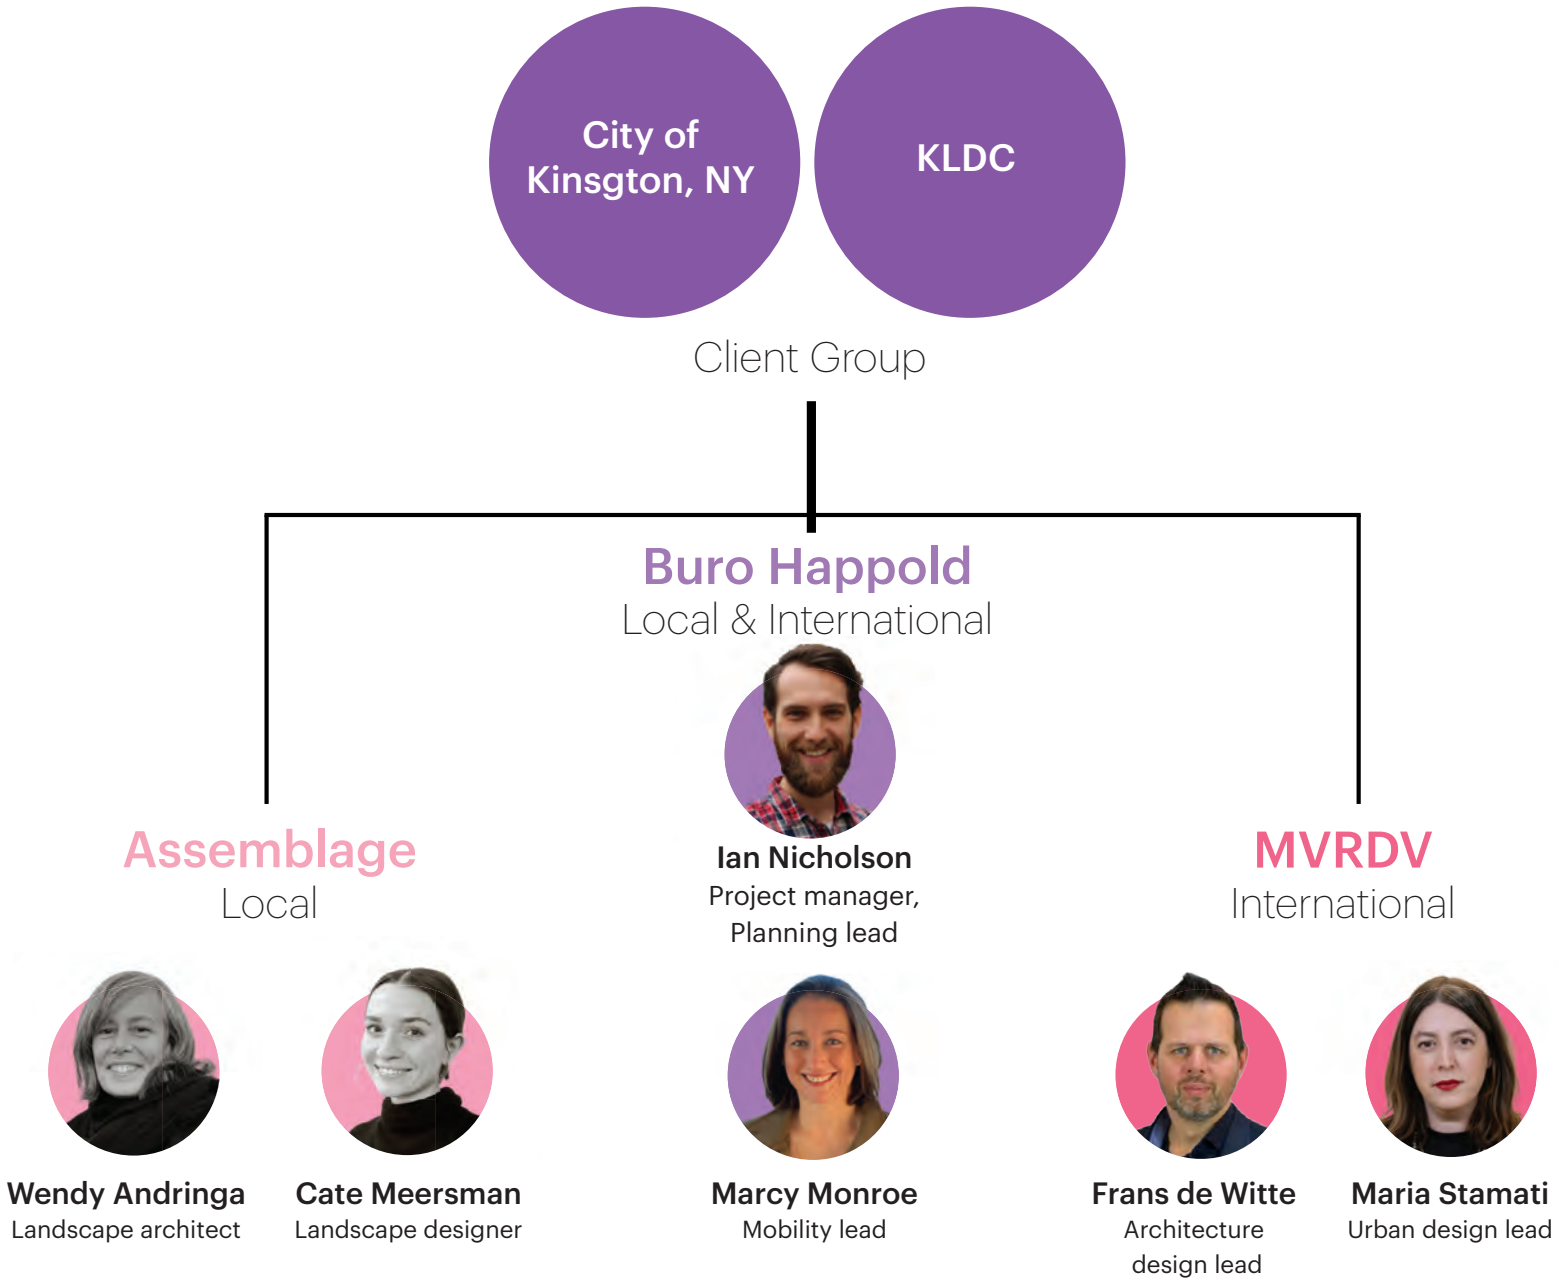 City of
Kinsgton, NY
KLDC
Client Group
Buro Happold
Local & International
Ian Nicholson
Project manager,
Planning lead
Marcy Monroe
Mobility lead
Assemblage
Local
Wendy Andringa
Landscape architect
Cate Meersman
Landscape designer
MVRDV
International
Frans de Witte
Architecture
design lead
Maria Stamati
Urban design lead